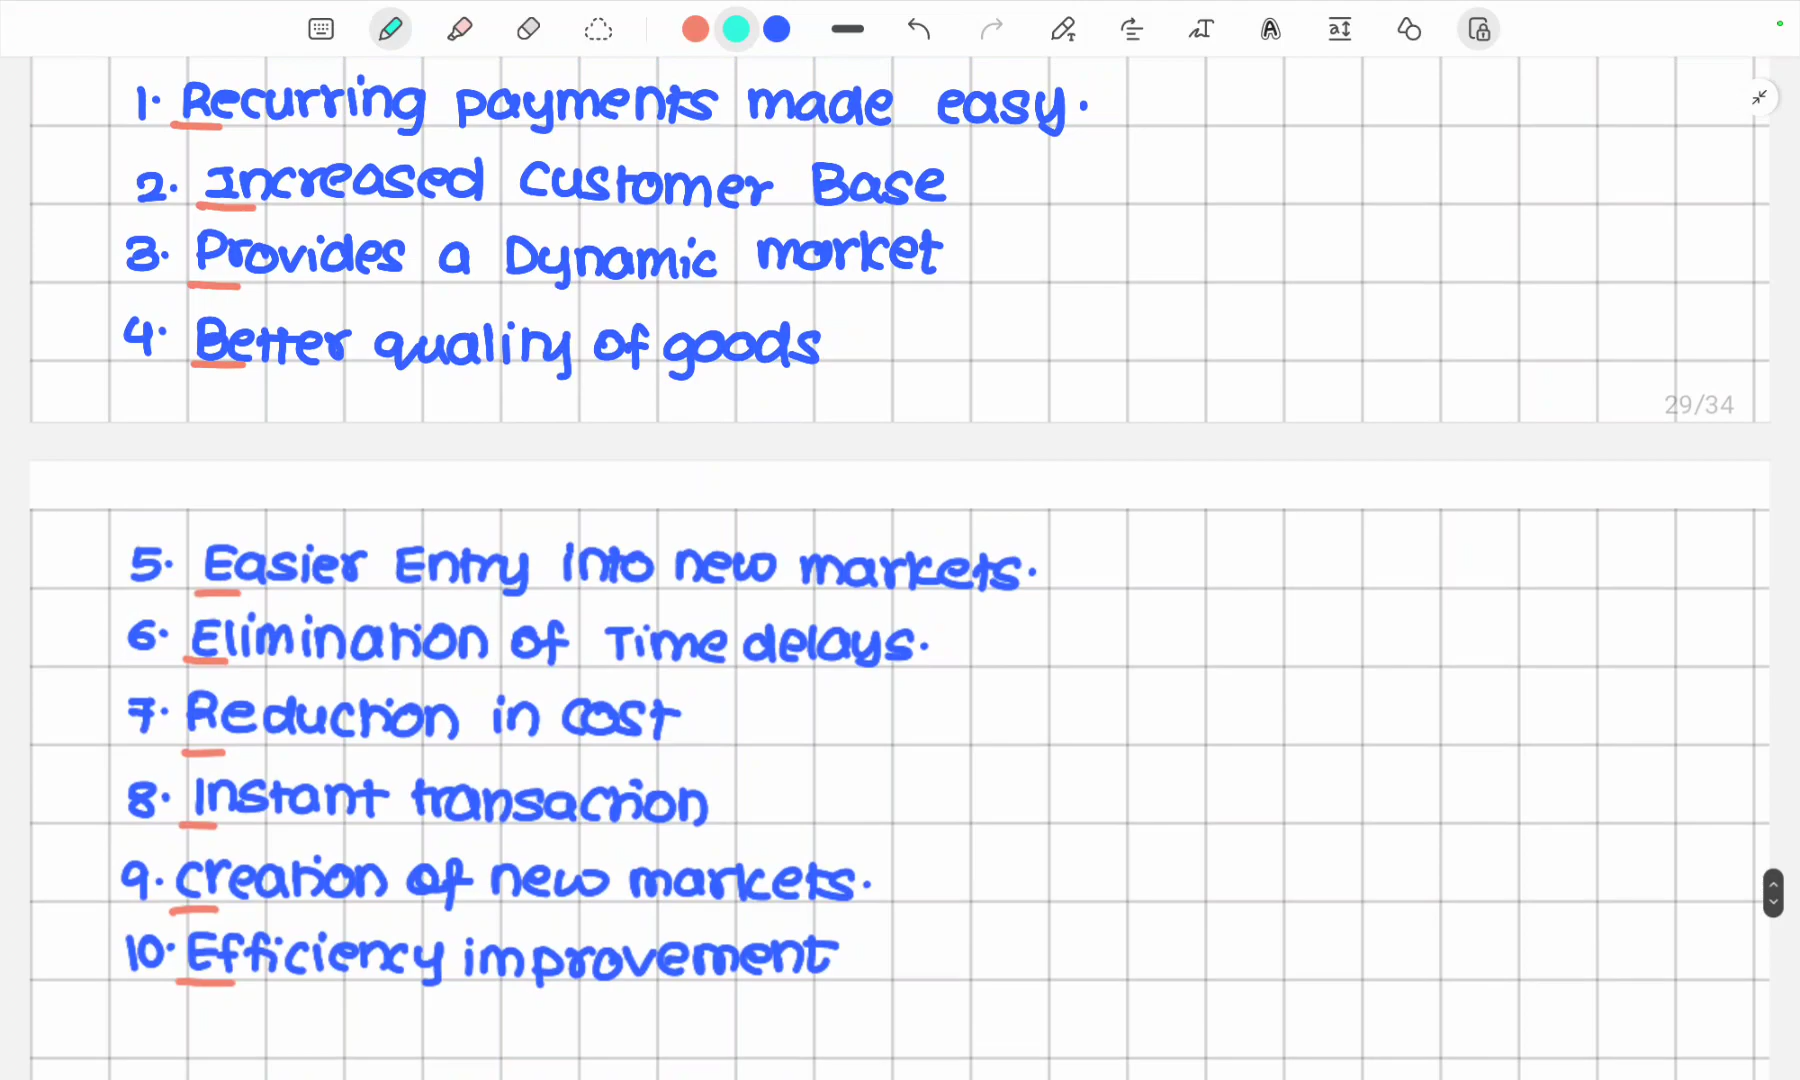 1. Recurring payments made easy.
2. Increased Customer Base
3. Provides a Dynamic market
4. Better quality of goods
29/34
5. Easier Entry into new markets.
6. Elimination of Time delays.
7. Reduction in cost
8. Instant transaction
9. Creation of new markets.
10. Efficiency improvement